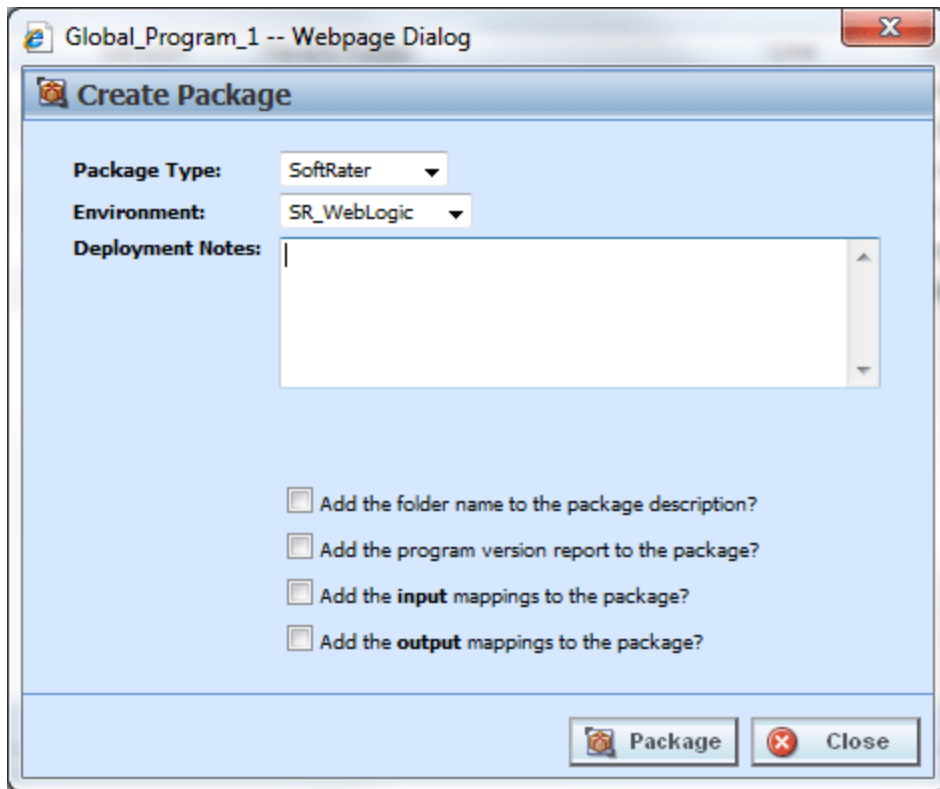 Global_Program_1 -- Webpage Dialog
X
Create Package
Package Type: SoftRater
Environment: SR_WebLogic
Deployment Notes:
Add the folder name to the package description?
Add the program version report to the package?
Add the input mappings to the package?
Add the output mappings to the package?
Package Close